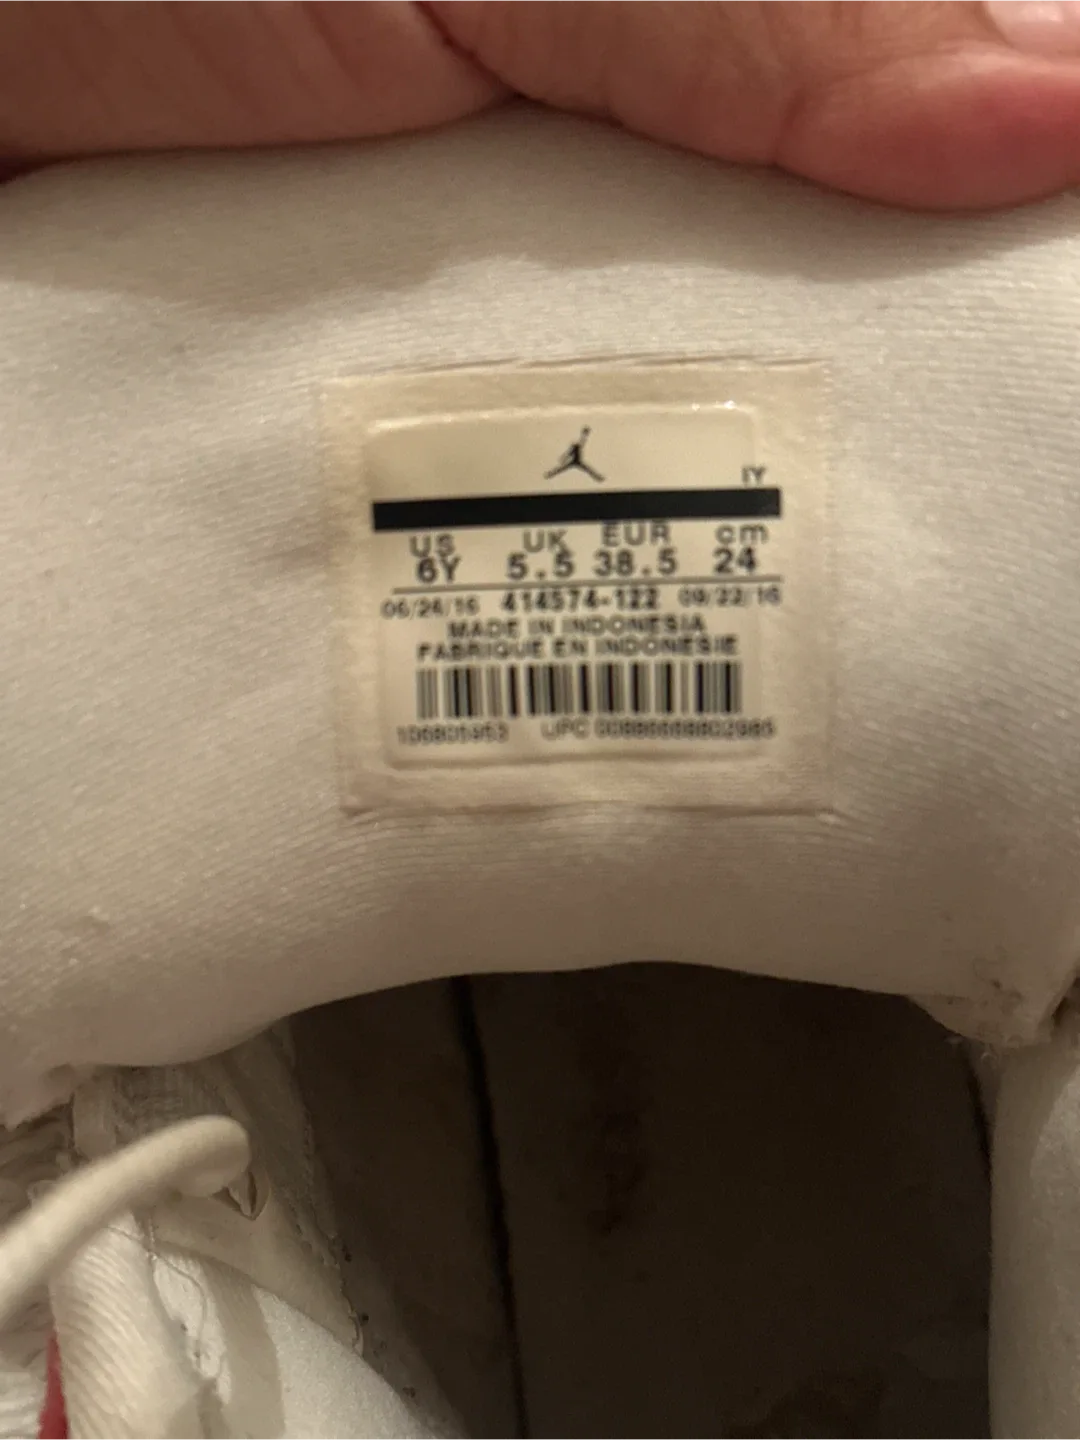 IY
US UK EUR cm
6Y 5.5 38.5 24
06/24/16 414574-122 09/22/16
MADE IN INDONESIA
FABRIQUE EN INDONESIE
UPC